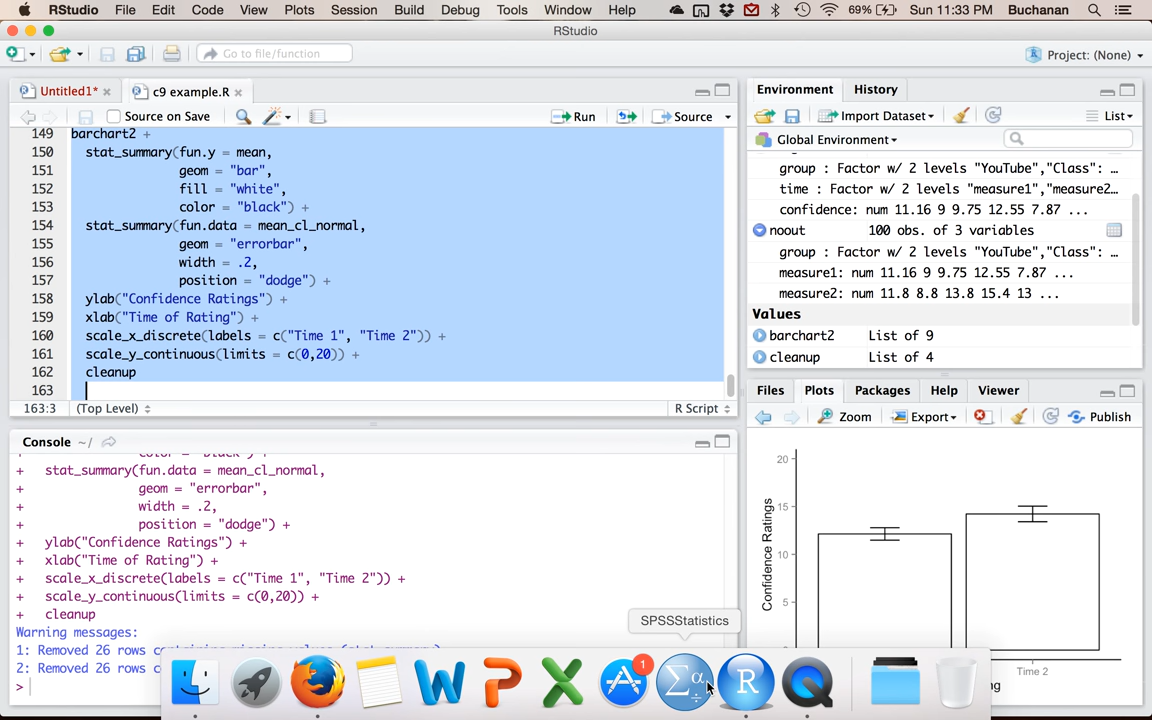 RStudio File Edit Code View Plots Session Build Debug Tools Window Help 69% Sun 11:33 PM Buchanan
RStudio
Go to file/function
Project: (None)
Untitled1*
c9 example.R
Source on Save
Run
Source
149 barchart2 +
150 stat_summary(fun.y = mean,
151 geom = "bar",
152 fill = "white",
153 color = "black") +
154 stat_summary(fun.data = mean_cl_normal,
155 geom = "errorbar",
156 width = .2,
157 position = "dodge") +
158 ylab("Confidence Ratings") +
159 xlab("Time of Rating") +
160 scale_x_discrete(labels = c("Time 1", "Time 2")) +
161 scale_y_continuous(limits = c(0,20)) +
162 cleanup
163
163:3 (Top Level) R Script
Console ~/
+ stat_summary(fun.data = mean_cl_normal,
+ geom = "errorbar",
+ width = .2,
+ position = "dodge") +
+ ylab("Confidence Ratings") +
+ xlab("Time of Rating") +
+ scale_x_discrete(labels = c("Time 1", "Time 2")) +
+ scale_y_continuous(limits = c(0,20)) +
+ cleanup
Warning messages:
1: Removed 26 rows
2: Removed 26 rows
>
Environment History
Import Dataset
List
Global Environment
group : Factor w/ 2 levels "YouTube","Class": …
time : Factor w/ 2 levels "measure1","measure2…
confidence: num 11.16 9 9.75 12.55 7.87 ...
noout 100 obs. of 3 variables
group : Factor w/ 2 levels "YouTube","Class": …
measure1: num 11.16 9 9.75 12.55 7.87 ...
measure2: num 11.8 8.8 13.8 15.4 13 ...
Values
barchart2 List of 9
cleanup List of 4
Files Plots Packages Help Viewer
Zoom Export Publish
20
15
10
5
Confidence Ratings
Time 2
ng
SPSSStatistics
1